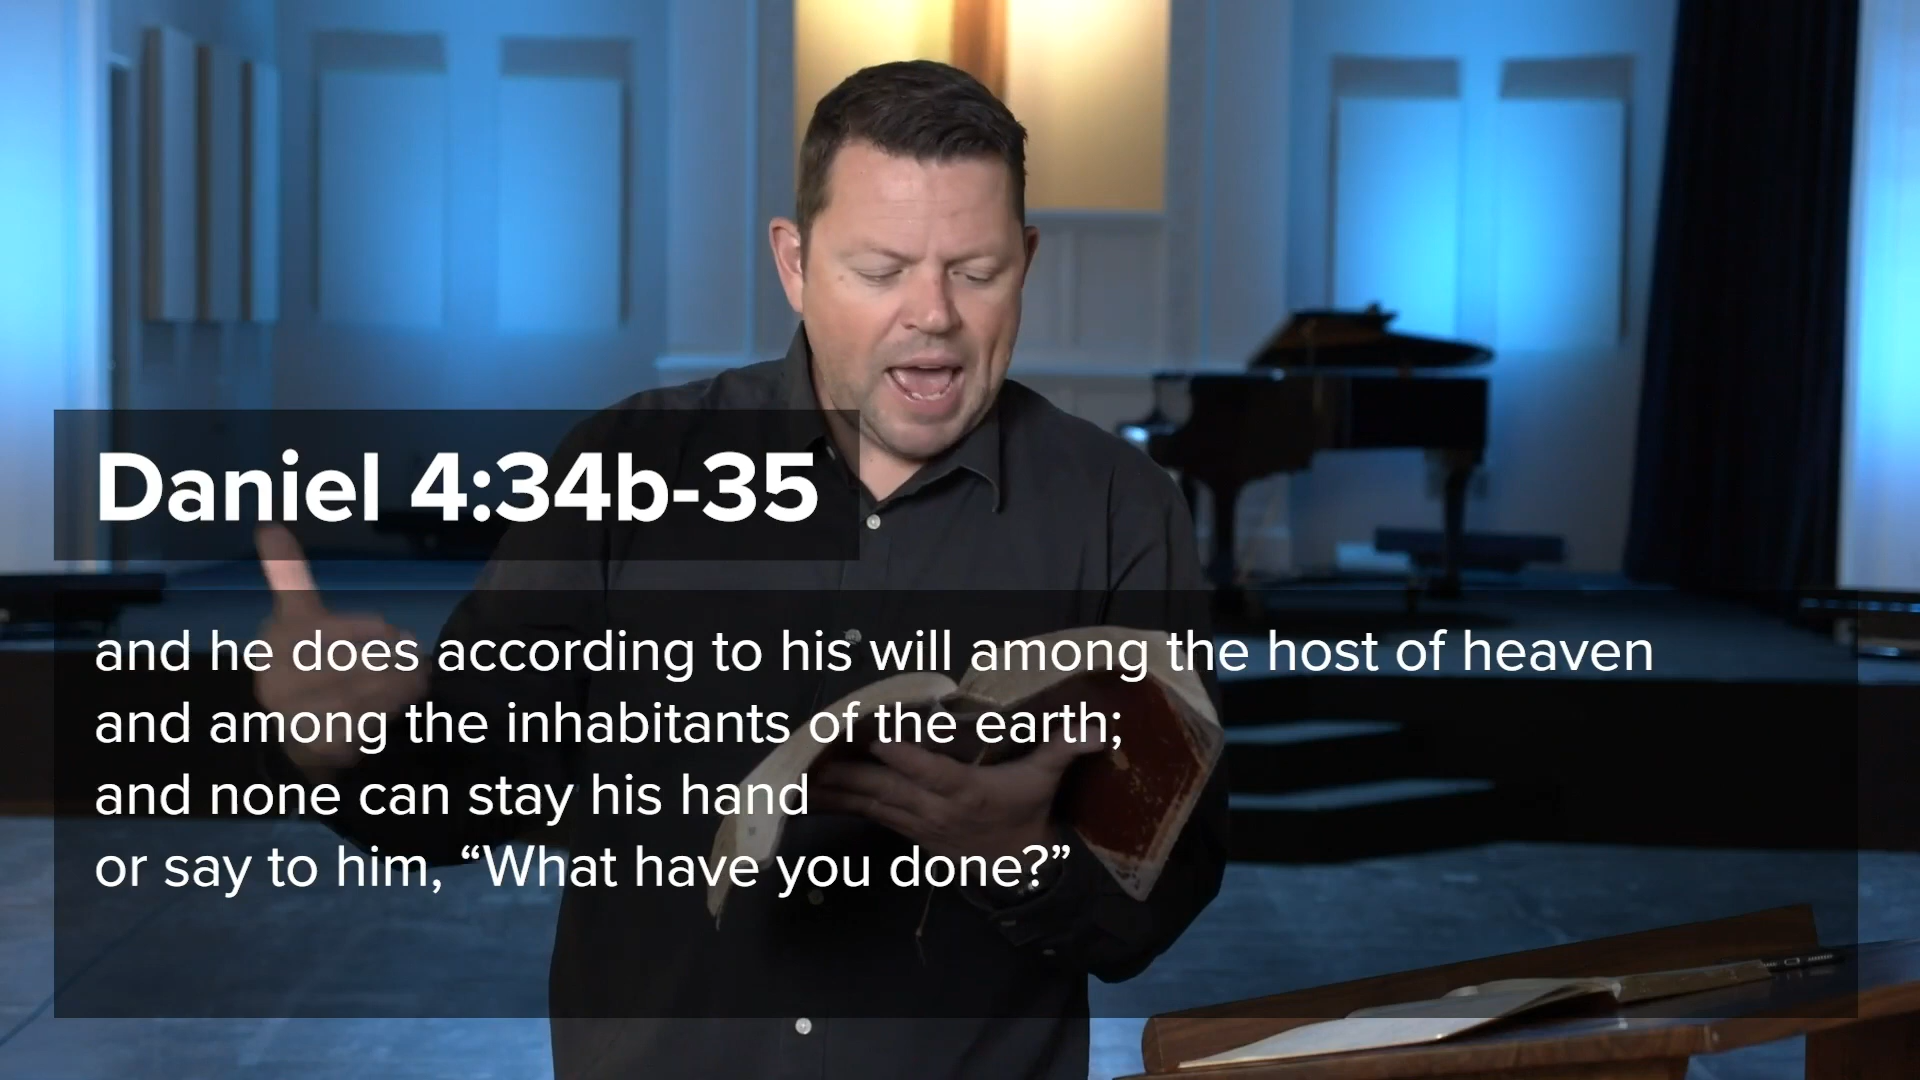 Daniel 4:34b-35
and he does according to his will among the host of heaven
and among the inhabitants of the earth;
and none can stay his hand
or say to him, “What have you done?”